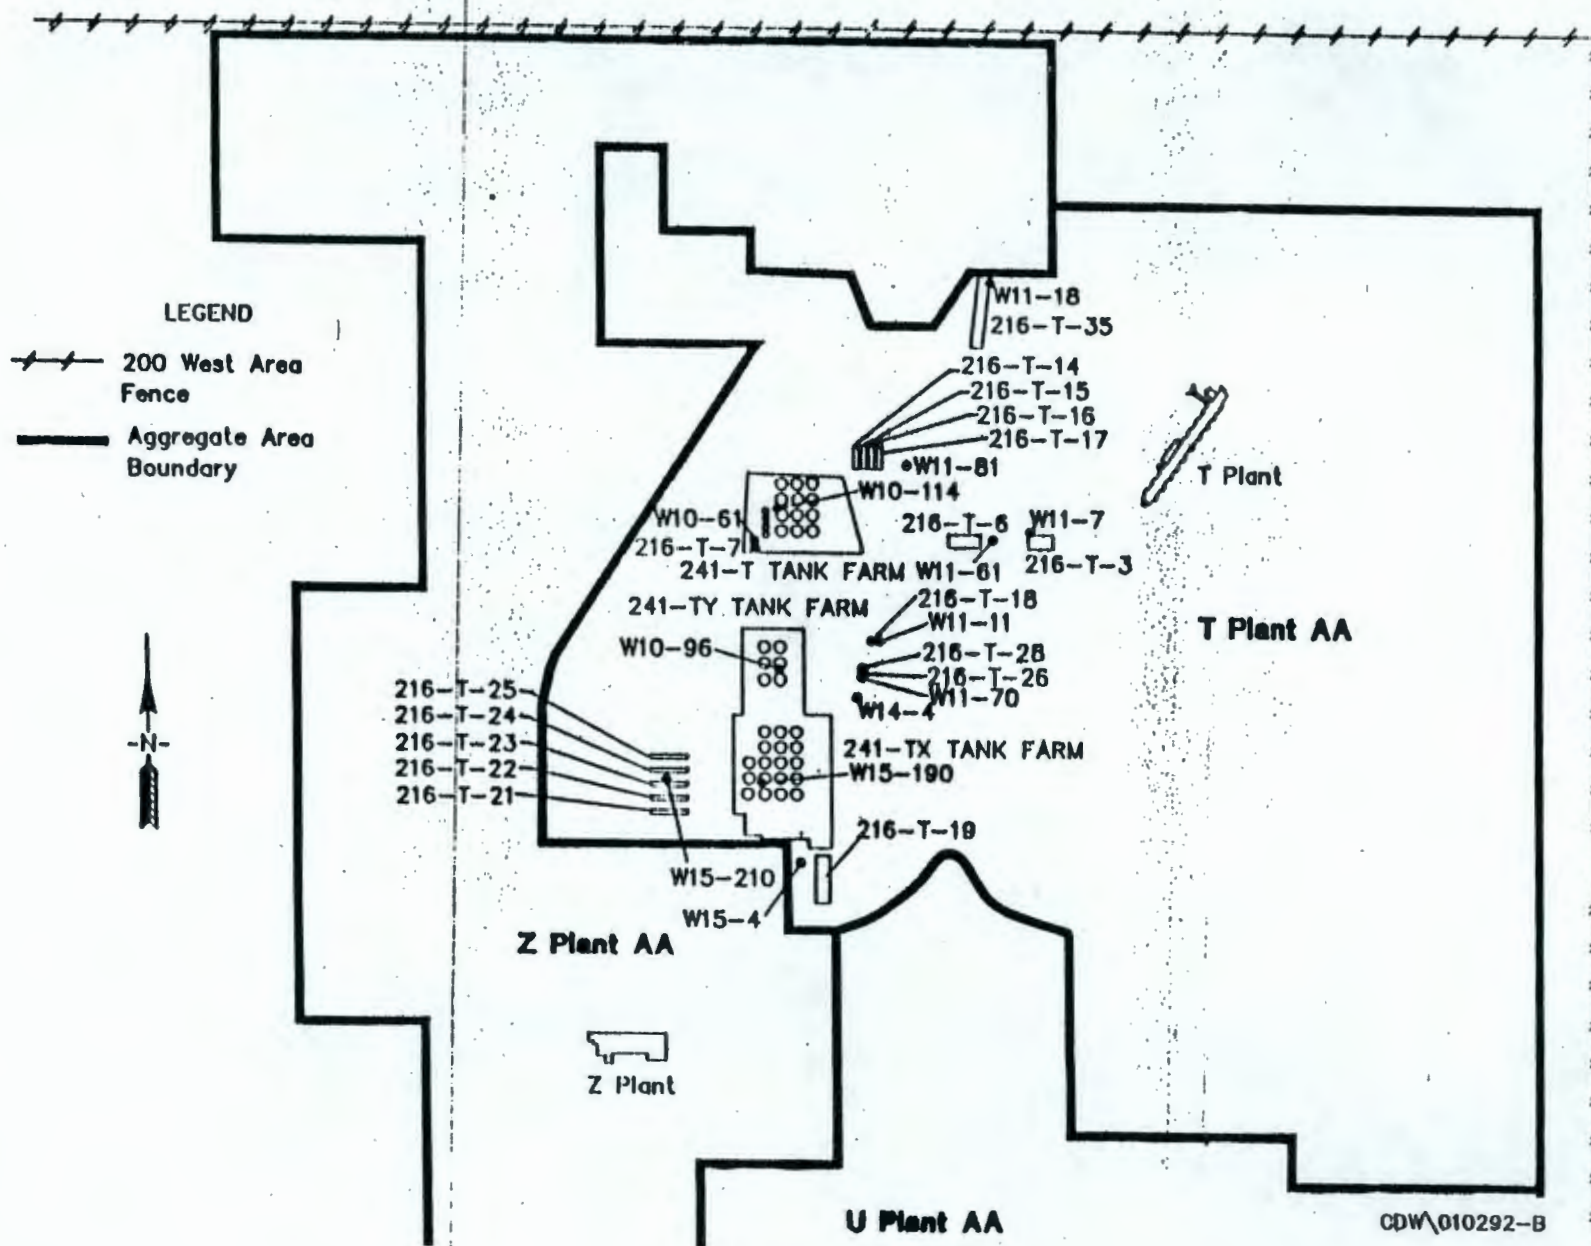 W11-18
LEGEND
216-T-35
200 West Area
Fence
216-T-14
216-T-15
216-T-16
216-T-17
Aggregate Area
Boundary
W11-81
T Plant
W10-114
W10-61
216-T-6
W11-7
216-T-7
216-T-3
241-T TANK FARM
W11-61
241-TY TANK FARM
216-T-18
W11-11
T Plant AA
W10-96
216-T-28
216-T-26
W11-70
W14-4
216-T-25
216-T-24
216-T-23
216-T-22
216-T-21
-N-
241-TX TANK FARM
W15-190
216-T-19
W15-210
W15-4
Z Plant AA
Z Plant
U Plant AA
CDW\010292-B